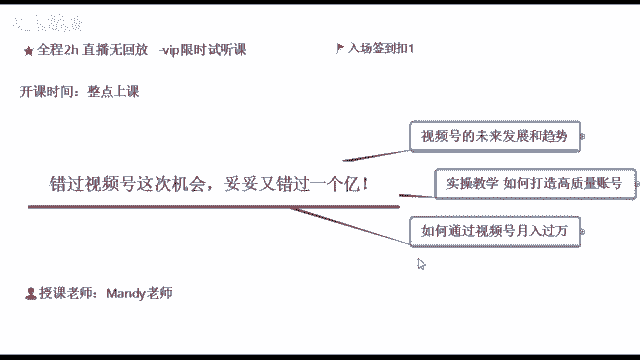 ★ 全程2h 直播无回放 -vip限时试听课
入场签到扣1
开课时间：整点上课
视频号的未来发展和趋势
错过视频号这次机会，妥妥又错过一个亿！
实操教学 如何打造高质量账号
如何通过视频号月入过万
授课老师：Mandy老师